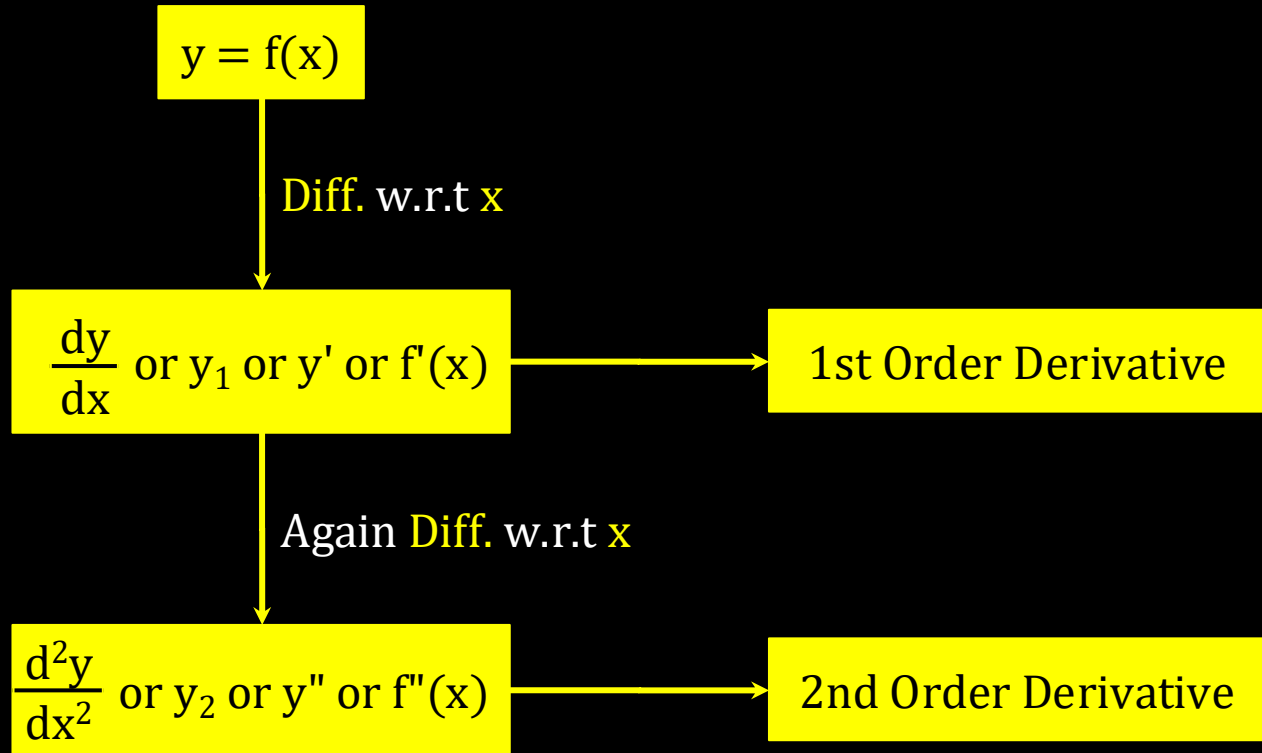 y = f(x)
Diff. w.r.t x
dy/dx or y₁ or y' or f'(x)
1st Order Derivative
Again Diff. w.r.t x
d²y/dx² or y₂ or y" or f"(x)
2nd Order Derivative